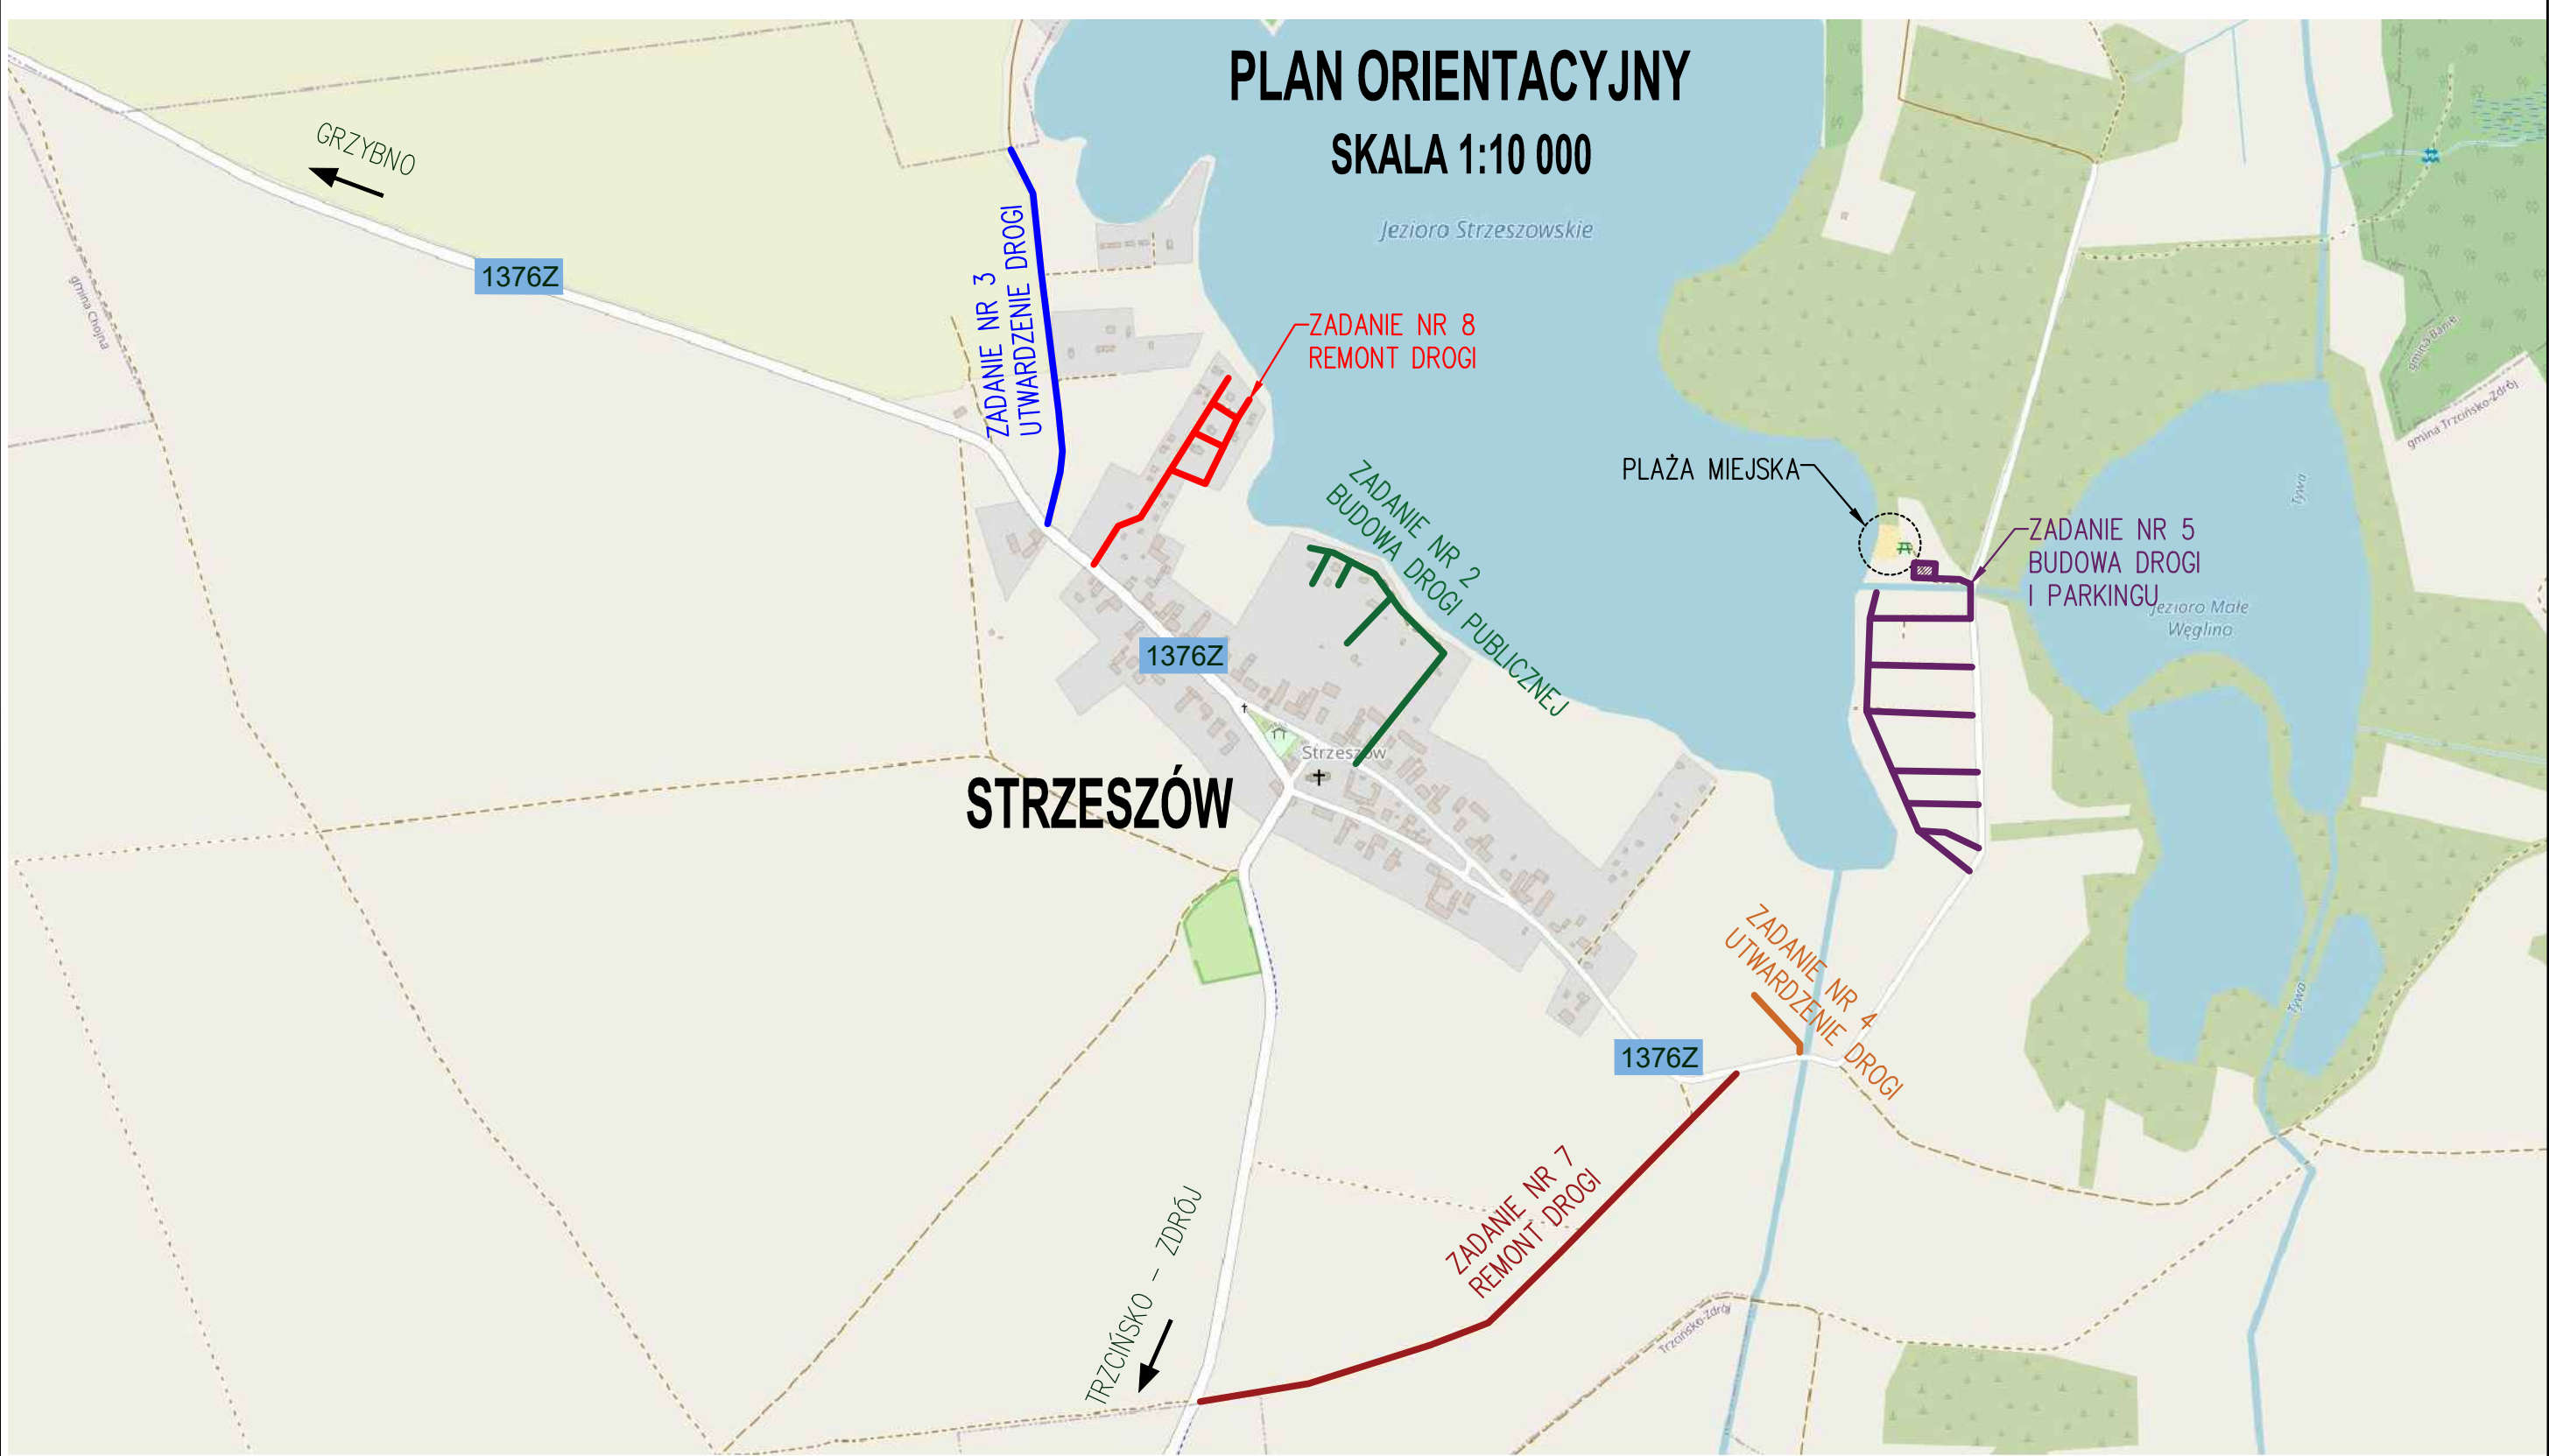 PLAN ORIENTACYJNY
SKALA 1:10 000
GRZYBNO
1376Z
gmina Chojna
ZADANIE NR 3
UTWARDZENIE DROGI
Jezioro Strzeszowskie
ZADANIE NR 8
REMONT DROGI
gmina Banie
gmina Trzcińsko-Zdrój
PLAŻA MIEJSKA
ZADANIE NR 2
BUDOWA DROGI PUBLICZNEJ
Tywa
ZADANIE NR 5
BUDOWA DROGI
I PARKINGU
Jezioro Małe
Węglino
1376Z
Strzeszów
STRZESZÓW
ZADANIE NR 4
UTWARDZENIE DROGI
Tywa
1376Z
ZADANIE NR 7
REMONT DROGI
TRZCIŃSKO - ZDRÓJ
Trzcińsko-Zdrój